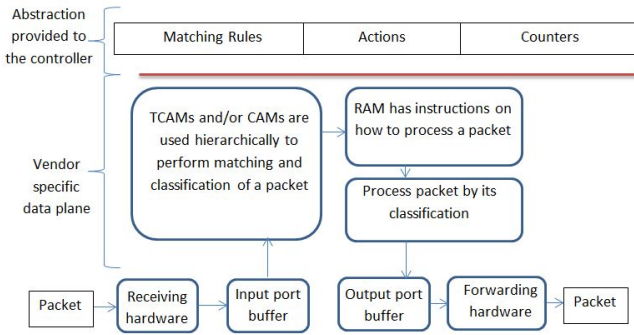 Abstraction
provided to
the controller
Matching Rules
Actions
Counters
Vendor
specific
data plane
TCAMs and/or CAMs are
used hierarchically to
perform matching and
classification of a packet
RAM has instructions on
how to process a packet
Process packet by its
classification
Packet
Receiving
hardware
Input port
buffer
Output port
buffer
Forwarding
hardware
Packet